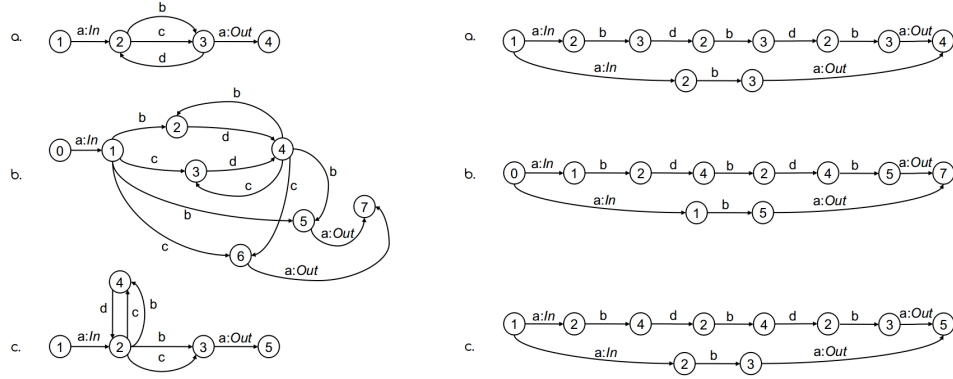 b
a. 1 a:In 2 c 3 a:Out 4
d
b
0 a:In 1 b 2 d 4
b. c 3 d c c b
b 5 7
c 6 a:Out
a:Out
4
d c b
c. 1 a:In 2 b 3 a:Out 5
c
a. 1 a:In 2 b 3 d 2 b 3 d 2 b 3 a:Out 4
a:In 2 b 3 a:Out
b. 0 a:In 1 b 2 d 4 b 2 d 4 b 5 a:Out 7
a:In 1 b 5 a:Out
c. 1 a:In 2 b 4 d 2 b 4 d 2 b 3 a:Out 5
a:In 2 b 3 a:Out